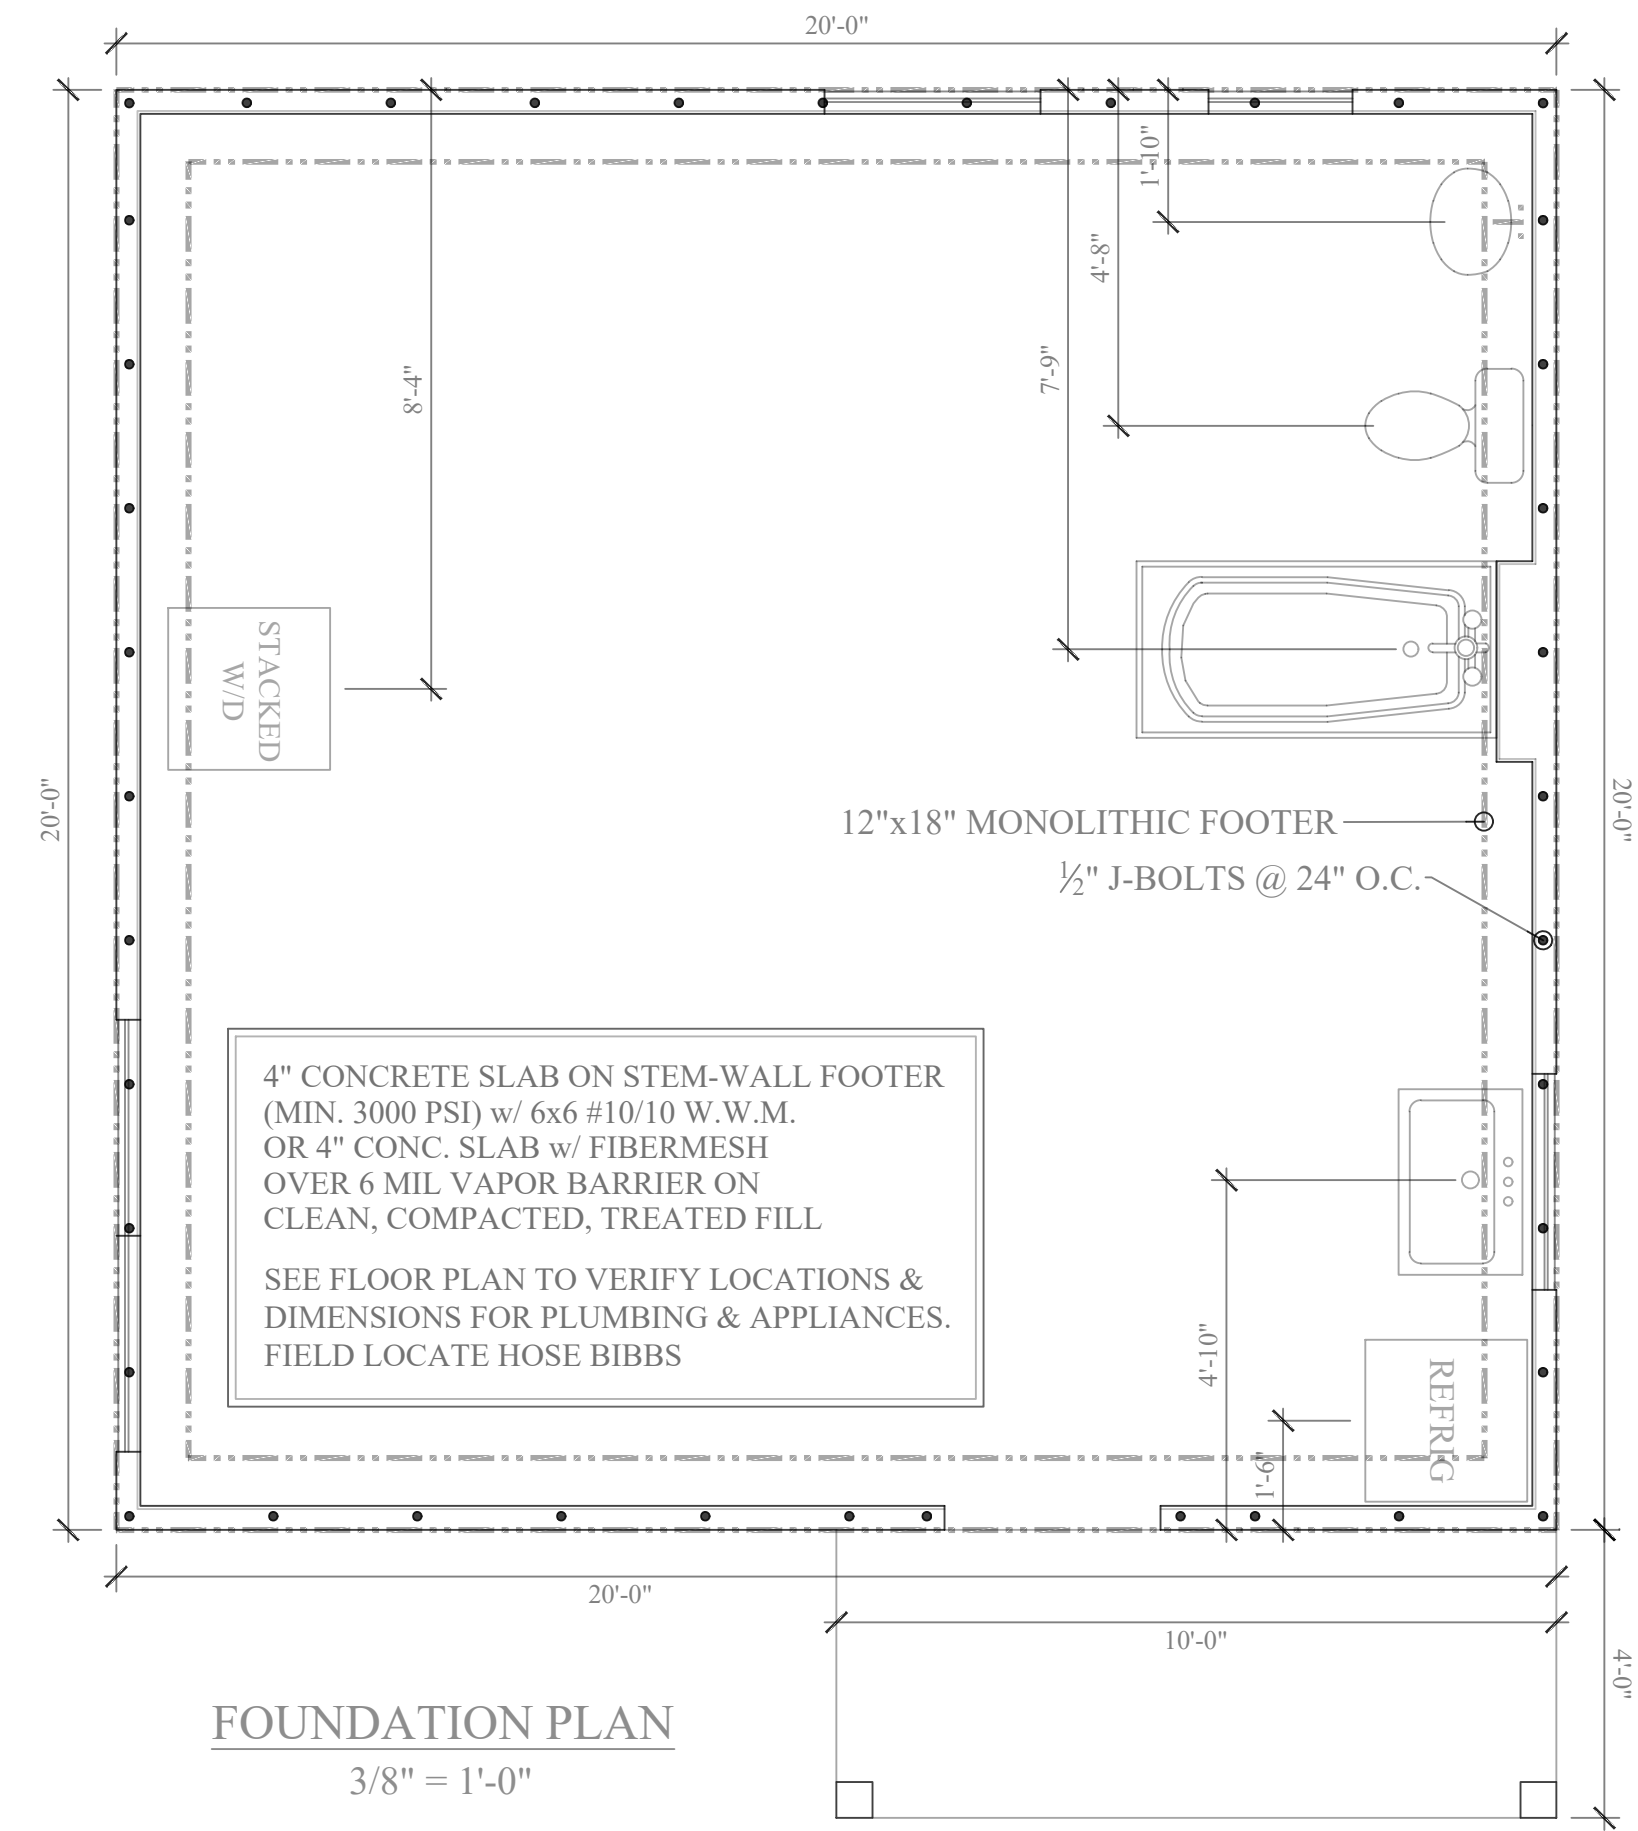 20'-0"
1'-10"
4'-8"
7'-9"
8'-4"
STACKED
W/D
20'-0"
20'-0"
12"x18" MONOLITHIC FOOTER
½" J-BOLTS @ 24" O.C.
4" CONCRETE SLAB ON STEM-WALL FOOTER
(MIN. 3000 PSI) w/ 6x6 #10/10 W.W.M.
OR 4" CONC. SLAB w/ FIBERMESH
OVER 6 MIL VAPOR BARRIER ON
CLEAN, COMPACTED, TREATED FILL
SEE FLOOR PLAN TO VERIFY LOCATIONS &
DIMENSIONS FOR PLUMBING & APPLIANCES.
FIELD LOCATE HOSE BIBBS
4'-10"
REFRIG
1'-6"
20'-0"
10'-0"
4'-0"
FOUNDATION PLAN
3/8" = 1'-0"